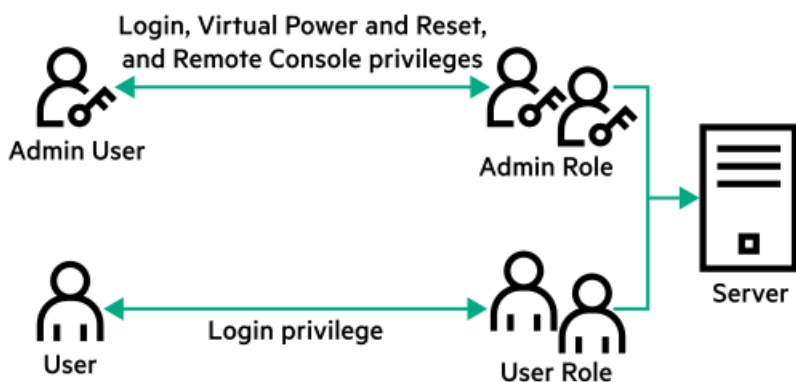 Login, Virtual Power and Reset,
and Remote Console privileges
Admin User
Admin Role
Server
Login privilege
User
User Role